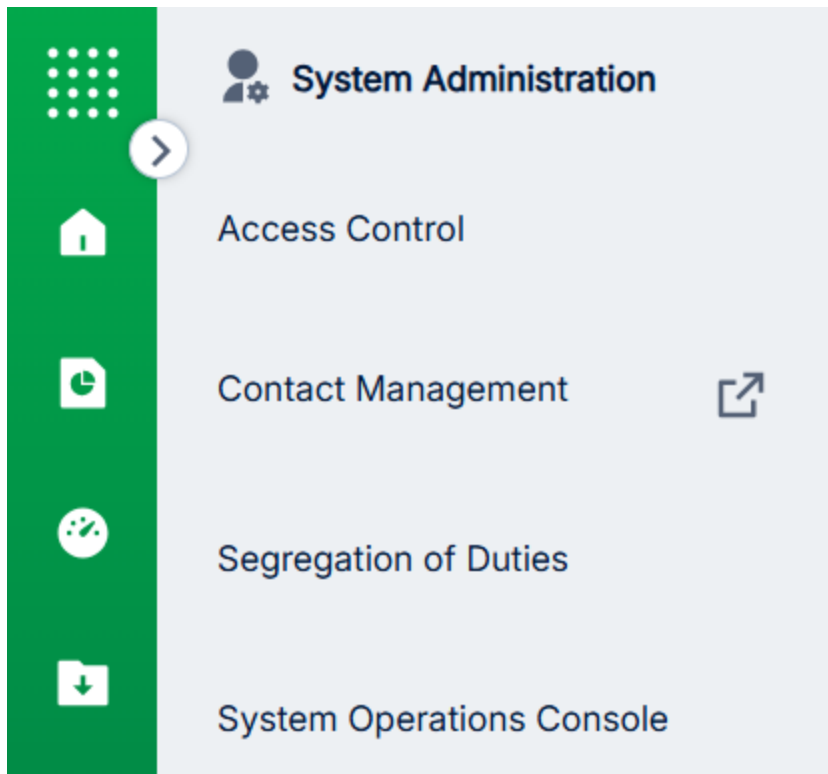 System Administration
Access Control
Contact Management
Segregation of Duties
System Operations Console